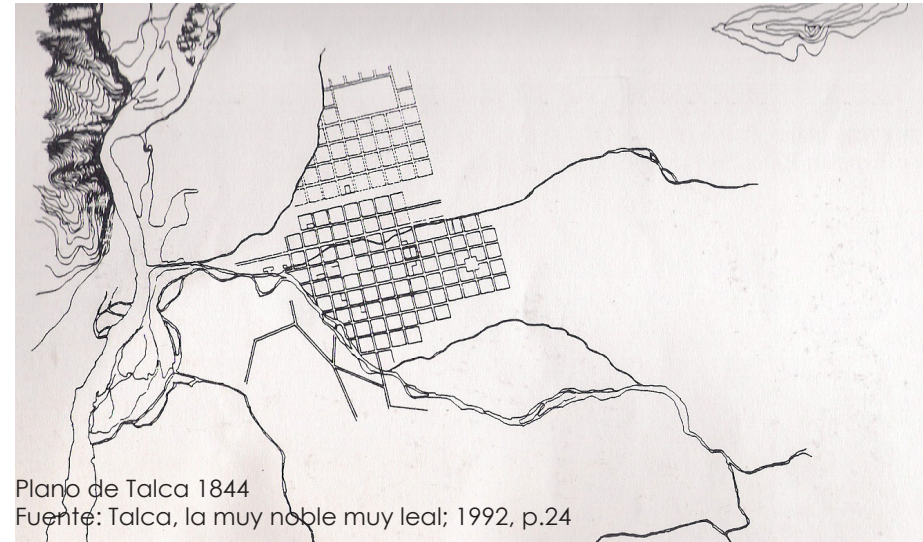 Plano de Talca 1844
Fuente: Talca, la muy noble muy leal; 1992, p.24